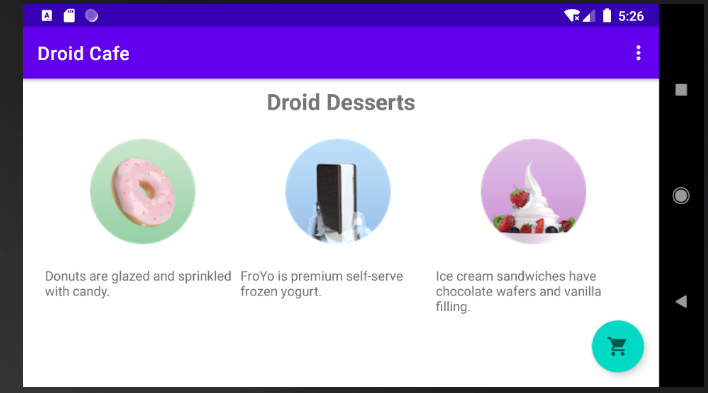 A
5:26
Droid Cafe
Droid Desserts
Donuts are glazed and sprinkled
with candy.
FroYo is premium self-serve
frozen yogurt.
Ice cream sandwiches have
chocolate wafers and vanilla
filling.